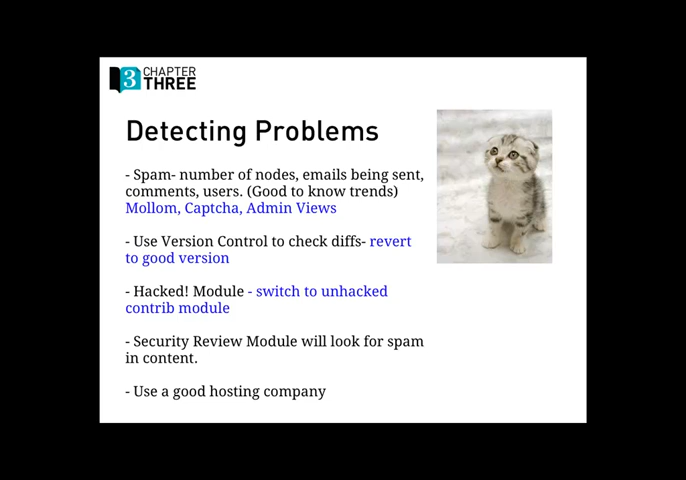 3 CHAPTER
THREE
Detecting Problems
- Spam- number of nodes, emails being sent,
comments, users. (Good to know trends)
Mollom, Captcha, Admin Views
- Use Version Control to check diffs- revert
to good version
- Hacked! Module - switch to unhacked
contrib module
- Security Review Module will look for spam
in content.
- Use a good hosting company